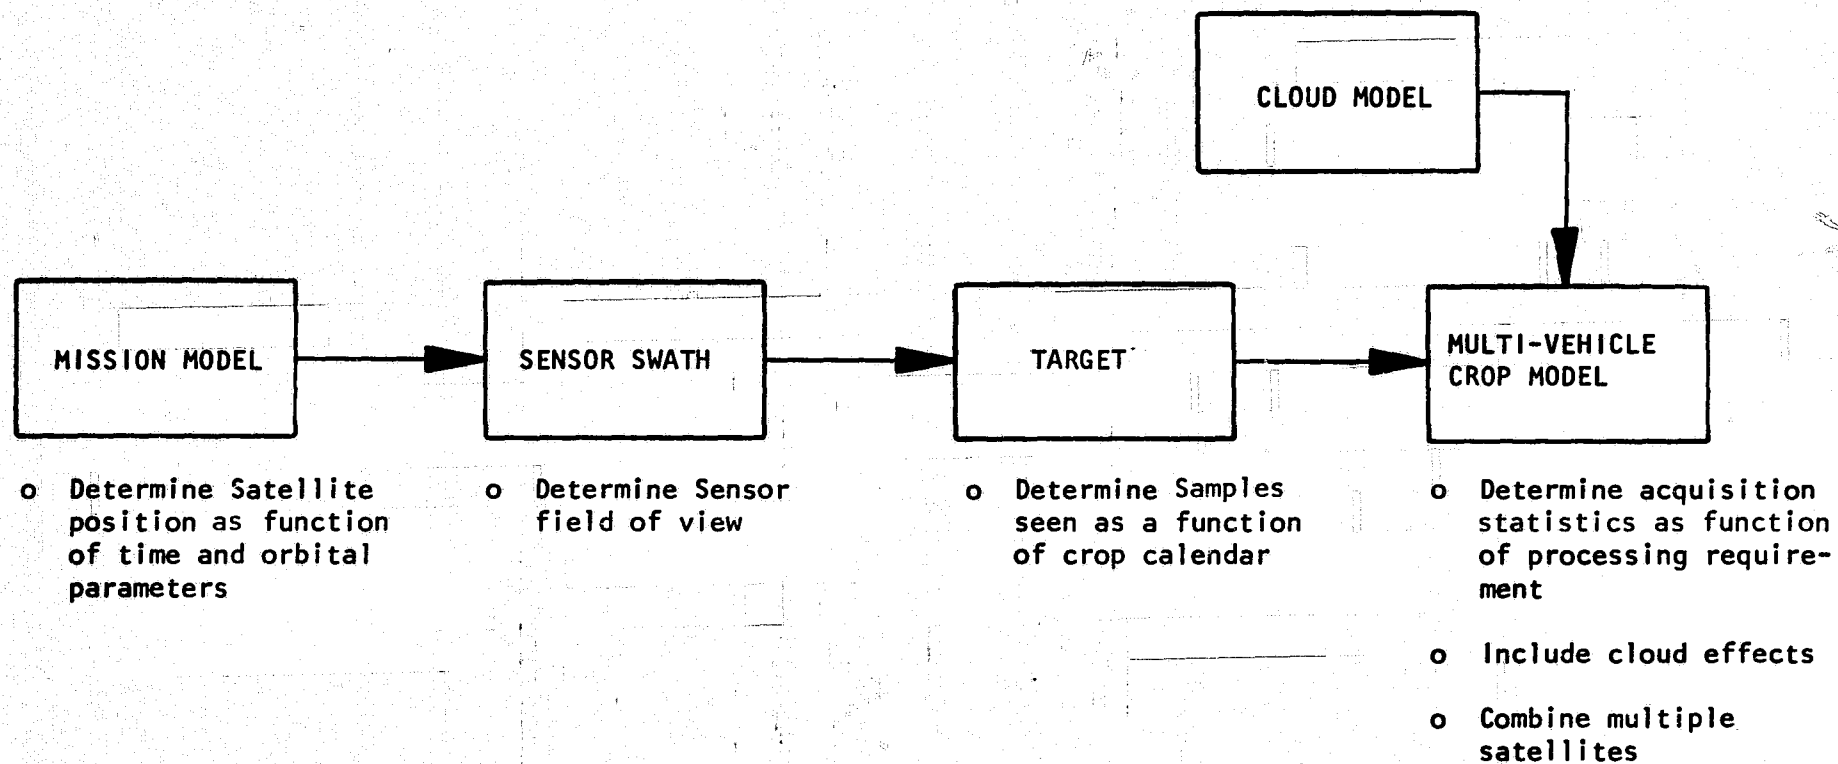 CLOUD MODEL
MISSION MODEL
SENSOR SWATH
TARGET
MULTI-VEHICLE
CROP MODEL
o Determine Satellite
position as function
of time and orbital
parameters
o Determine Sensor
field of view
o Determine Samples
seen as a function
of crop calendar
o Determine acquisition
statistics as function
of processing require-
ment
o Include cloud effects
o Combine multiple
satellites